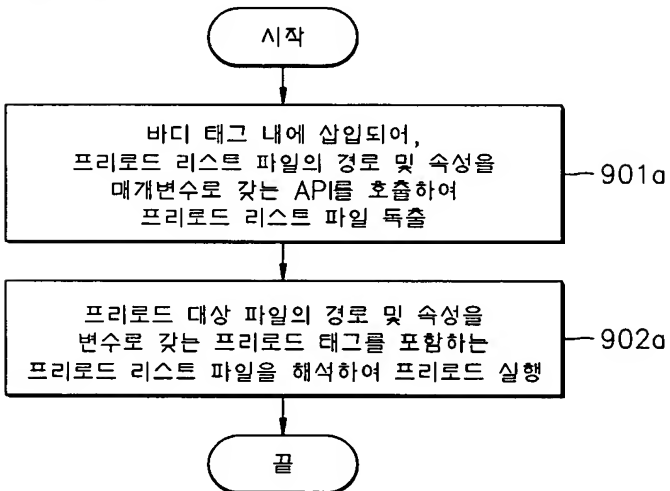 시작
바디 태그 내에 삽입되어,
프리로드 리스트 파일의 경로 및 속성을
매개변수로 갖는 API를 호출하여
프리로드 리스트 파일 독출
901a
프리로드 대상 파일의 경로 및 속성을
변수로 갖는 프리로드 태그를 포함하는
프리로드 리스트 파일을 해석하여 프리로드 실행
902a
끝